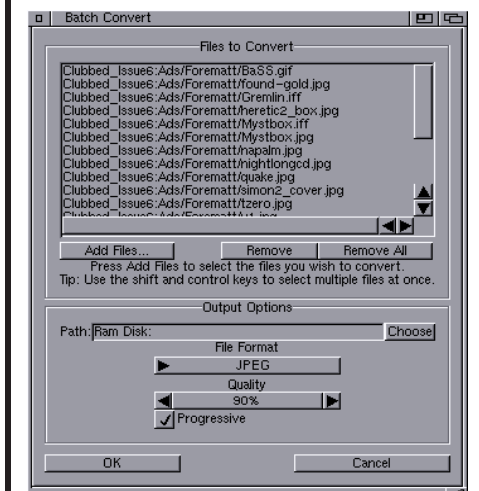 Batch Convert
Files to Convert
Clubbed_Issue6:Ads/Forematt/BaSS.gif
Clubbed_Issue6:Ads/Forematt/found-gold.jpg
Clubbed_Issue6:Ads/Forematt/Gremlin.iff
Clubbed_Issue6:Ads/Forematt/heretic2_box.jpg
Clubbed_Issue6:Ads/Forematt/Mystbox.iff
Clubbed_Issue6:Ads/Forematt/Mystbox.jpg
Clubbed_Issue6:Ads/Forematt/napalm.jpg
Clubbed_Issue6:Ads/Forematt/nightlongcd.jpg
Clubbed_Issue6:Ads/Forematt/quake.jpg
Clubbed_Issue6:Ads/Forematt/simon2_cover.jpg
Clubbed_Issue6:Ads/Forematt/tzero.jpg
Add Files... Remove Remove All
Press Add Files to select the files you wish to convert.
Tip: Use the shift and control keys to select multiple files at once.
Output Options
Path: Ram Disk: Choose
File Format
JPEG
Quality
90%
Progressive
OK Cancel